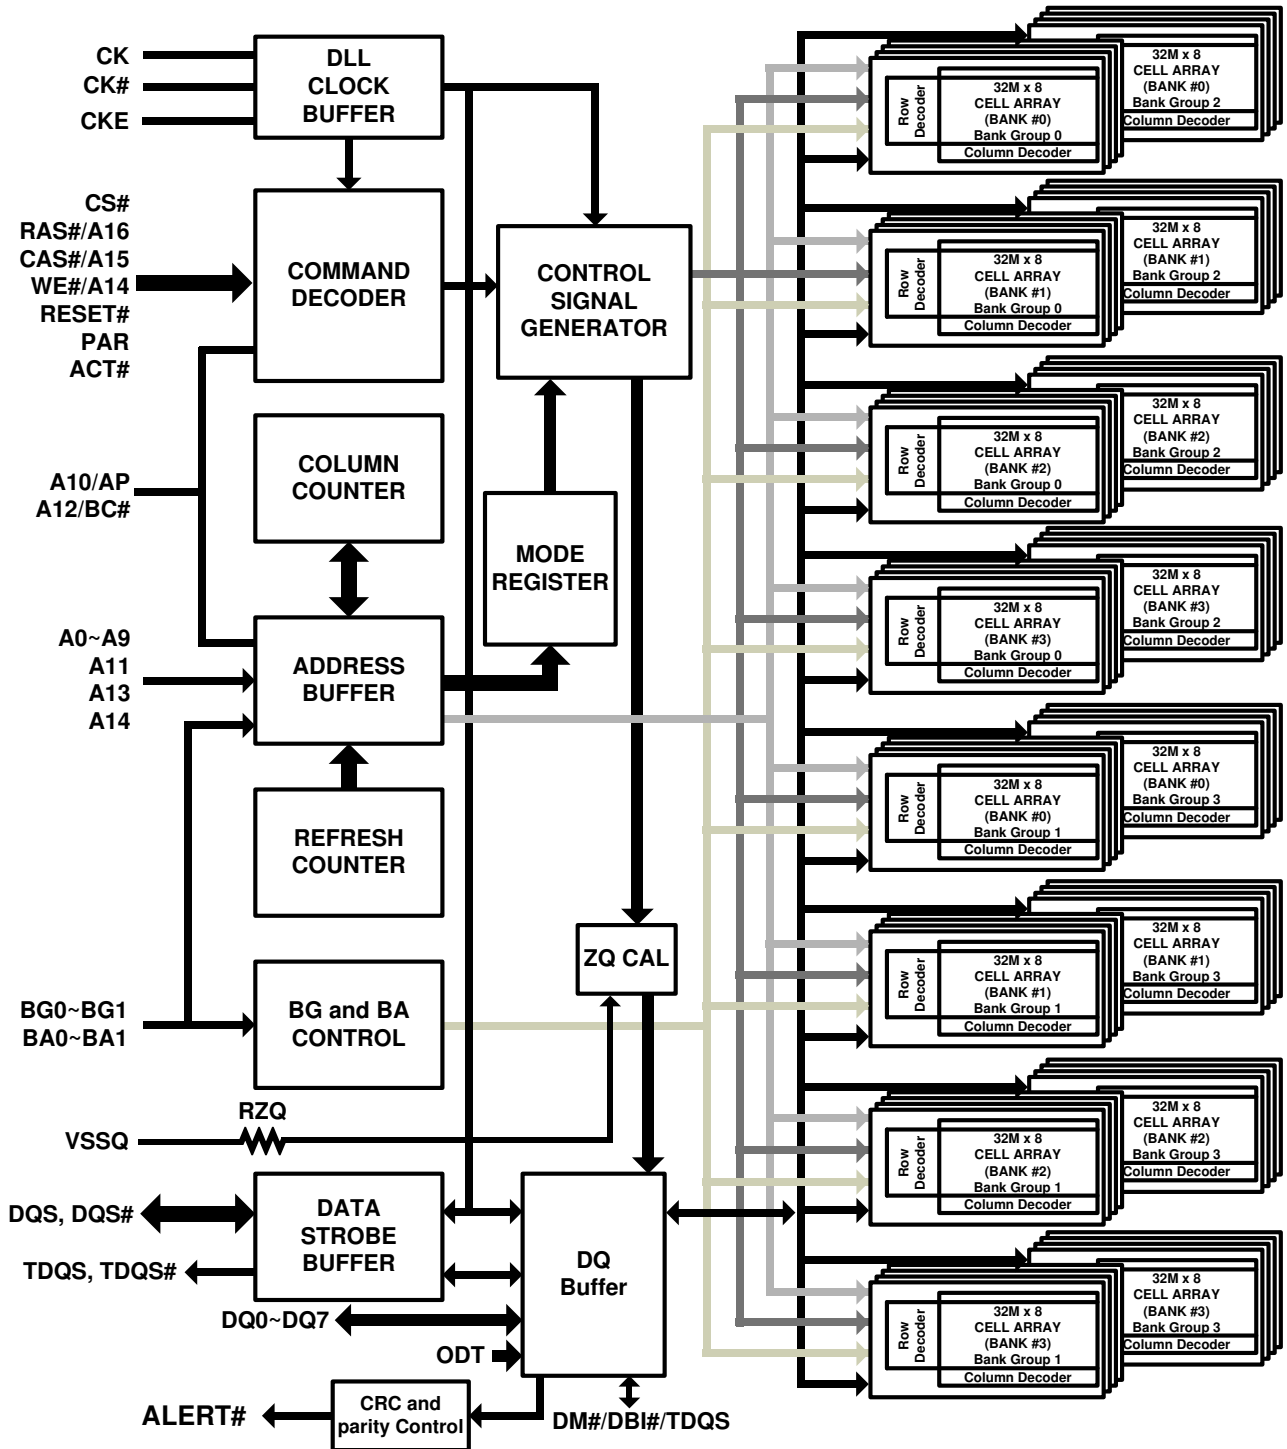 CK
CK#
CKE
DLL
CLOCK
BUFFER
CS#
RAS#/A16
CAS#/A15
WE#/A14
RESET#
PAR
ACT#
COMMAND
DECODER
CONTROL
SIGNAL
GENERATOR
A10/AP
A12/BC#
COLUMN
COUNTER
MODE
REGISTER
A0~A9
A11
A13
A14
ADDRESS
BUFFER
REFRESH
COUNTER
ZQ CAL
BG0~BG1
BA0~BA1
BG and BA
CONTROL
RZQ
VSSQ
DQS, DQS#
TDQS, TDQS#
DATA
STROBE
BUFFER
DQ
Buffer
DQ0~DQ7
ODT
CRC and
parity Control
ALERT#
DM#/DBI#/TDQS
32M x 8
CELL ARRAY
(BANK #0)
Bank Group 2
Column Decoder
Row
Decoder
32M x 8
CELL ARRAY
(BANK #0)
Bank Group 0
Column Decoder
32M x 8
CELL ARRAY
(BANK #1)
Bank Group 2
Column Decoder
Row
Decoder
32M x 8
CELL ARRAY
(BANK #1)
Bank Group 0
Column Decoder
32M x 8
CELL ARRAY
(BANK #2)
Bank Group 2
Column Decoder
Row
Decoder
32M x 8
CELL ARRAY
(BANK #2)
Bank Group 0
Column Decoder
32M x 8
CELL ARRAY
(BANK #3)
Bank Group 2
Column Decoder
Row
Decoder
32M x 8
CELL ARRAY
(BANK #3)
Bank Group 0
Column Decoder
32M x 8
CELL ARRAY
(BANK #0)
Bank Group 3
Column Decoder
Row
Decoder
32M x 8
CELL ARRAY
(BANK #0)
Bank Group 1
Column Decoder
32M x 8
CELL ARRAY
(BANK #1)
Bank Group 3
Column Decoder
Row
Decoder
32M x 8
CELL ARRAY
(BANK #1)
Bank Group 1
Column Decoder
32M x 8
CELL ARRAY
(BANK #2)
Bank Group 3
Column Decoder
Row
Decoder
32M x 8
CELL ARRAY
(BANK #2)
Bank Group 1
Column Decoder
32M x 8
CELL ARRAY
(BANK #3)
Bank Group 3
Column Decoder
Row
Decoder
32M x 8
CELL ARRAY
(BANK #3)
Bank Group 1
Column Decoder